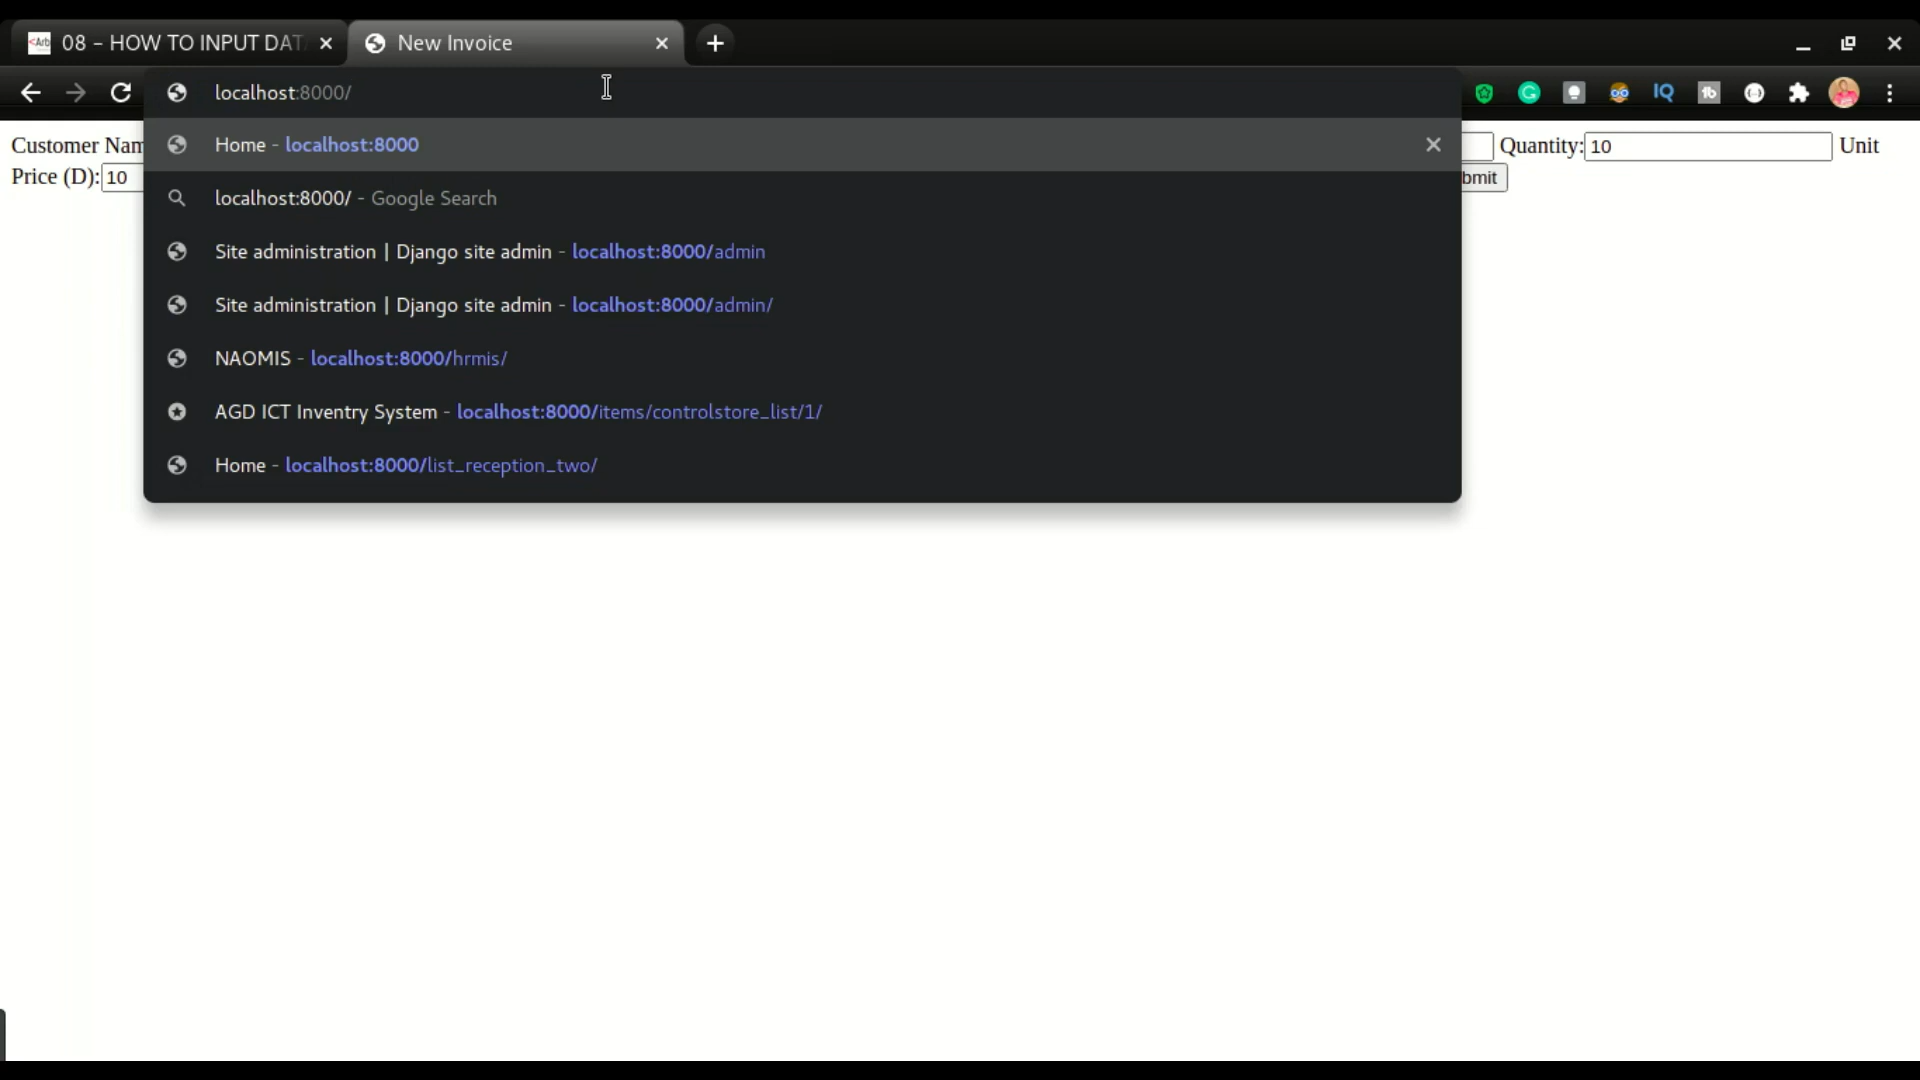 08 – HOW TO INPUT DAT
New Invoice
localhost:8000/
Home - localhost:8000
localhost:8000/ - Google Search
Site administration | Django site admin - localhost:8000/admin
Site administration | Django site admin - localhost:8000/admin/
NAOMIS - localhost:8000/hrmis/
AGD ICT Inventry System - localhost:8000/items/controlstore_list/1/
Home - localhost:8000/list_reception_two/
IQ
tb
Customer Nam
Quantity: 10 Unit
Price (D): 10
bmit